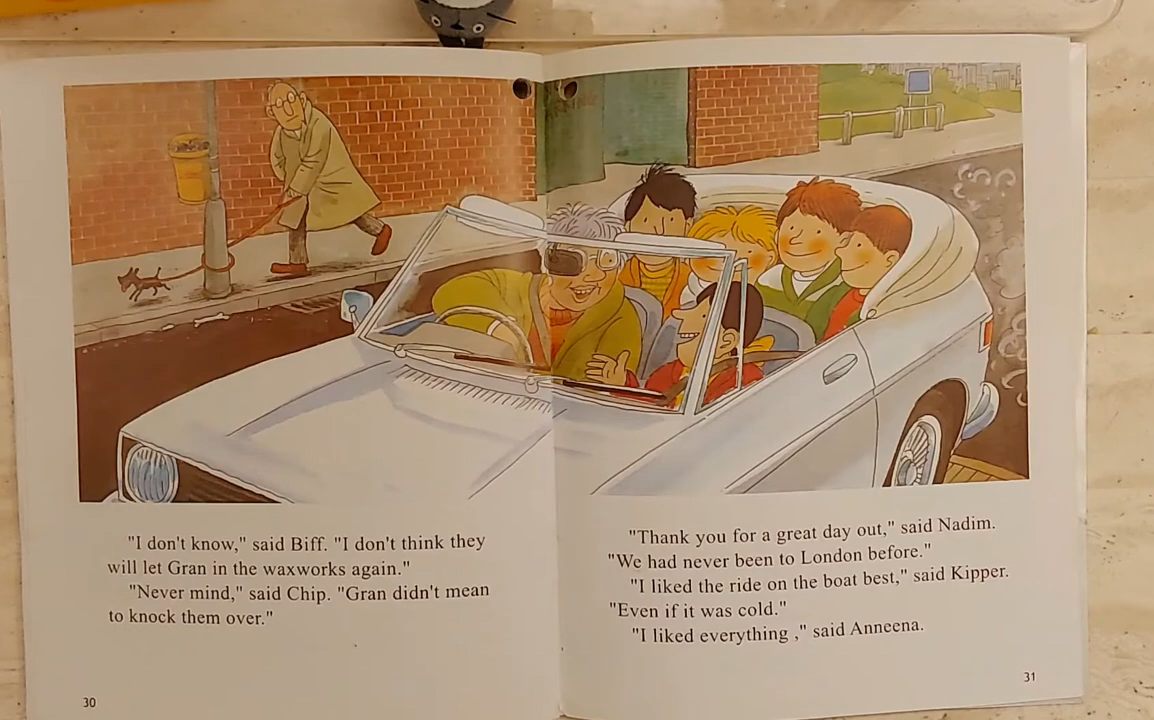 "I don't know," said Biff. "I don't think they
will let Gran in the waxworks again."
"Never mind," said Chip. "Gran didn't mean
to knock them over."
30
"Thank you for a great day out," said Nadim.
"We had never been to London before."
"I liked the ride on the boat best," said Kipper.
"Even if it was cold."
"I liked everything ," said Anneena.
31